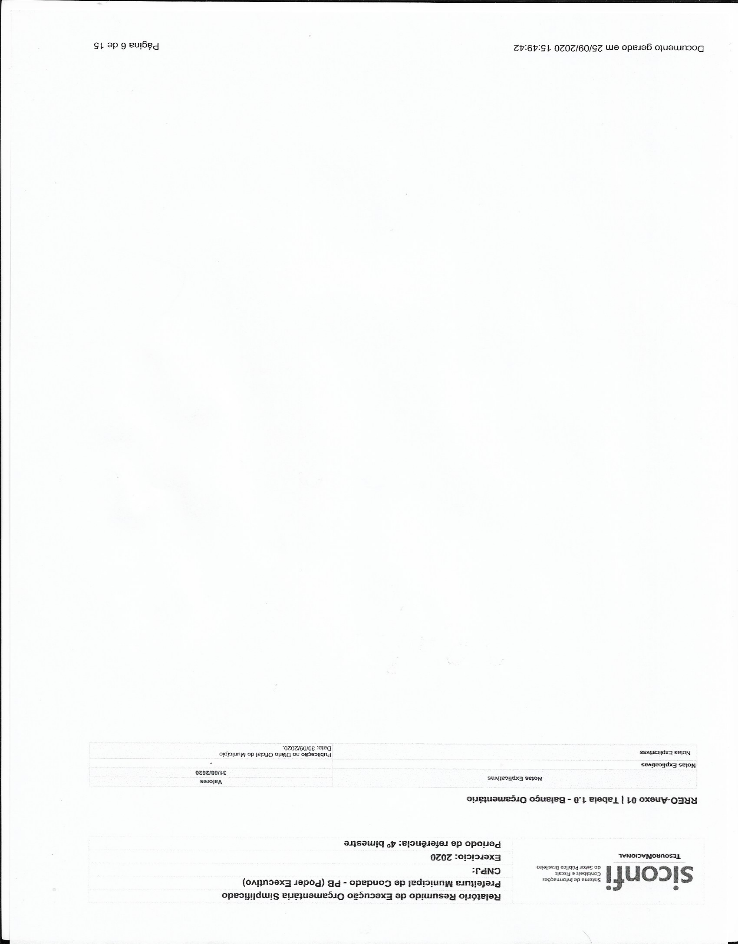 siconfi
Sistema de Informações
Contábeis e Fiscais
do Setor Público Brasileiro
TESOURONACIONAL
Relatório Resumido de Execução Orçamentária Simplificado
Prefeitura Municipal de Condado - PB (Poder Executivo)
CNPJ:
Exercício: 2020
Período de referência: 4º bimestre
RREO-Anexo 01 | Tabela 1.0 - Balanço Orçamentário
Notas Explicativas
Valores
31/08/2020
Notas Explicativas
-
Notas Explicativas
Publicação no Diário Oficial do Município
Data: 03/09/2020.
Documento gerado em 25/09/2020 15:49:42
Página 6 de 15